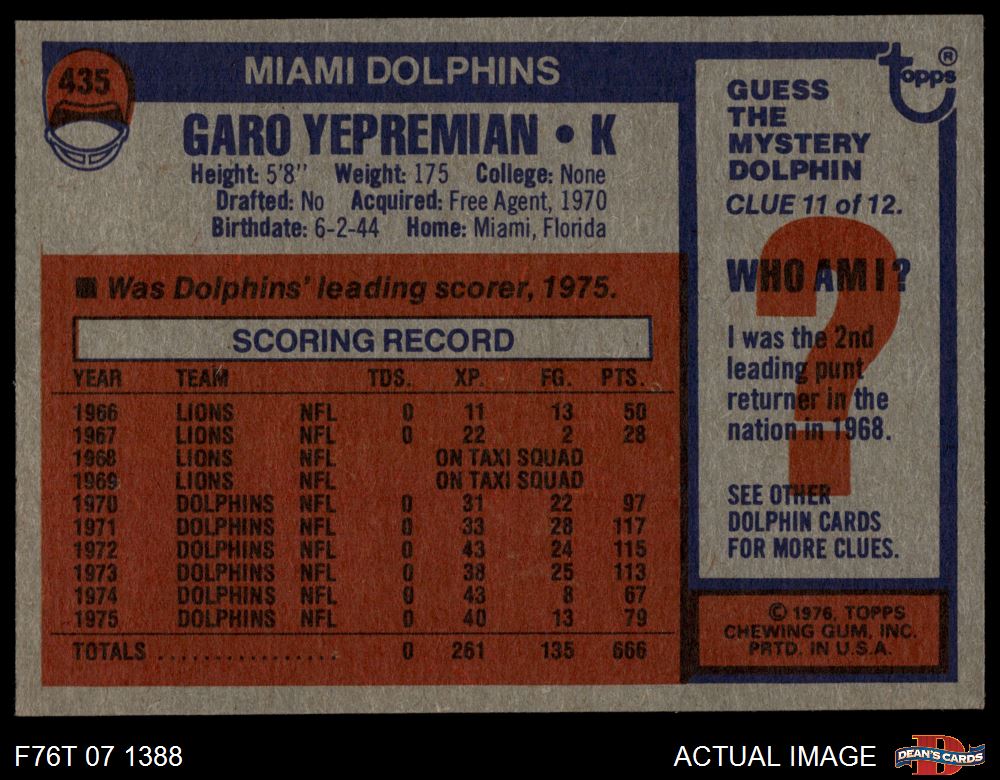 435
MIAMI DOLPHINS
GARO YEPREMIAN • K
Height: 5'8" Weight: 175 College: None
Drafted: No Acquired: Free Agent, 1970
Birthdate: 6-2-44 Home: Miami, Florida
■ Was Dolphins' leading scorer, 1975.
SCORING RECORD
YEAR TEAM TDS. XP. FG. PTS.
1966 LIONS NFL 0 11 13 50
1967 LIONS NFL 0 22 2 28
1968 LIONS NFL ON TAXI SQUAD
1969 LIONS NFL ON TAXI SQUAD
1970 DOLPHINS NFL 0 31 22 97
1971 DOLPHINS NFL 0 33 28 117
1972 DOLPHINS NFL 0 43 24 115
1973 DOLPHINS NFL 0 38 25 113
1974 DOLPHINS NFL 0 43 8 67
1975 DOLPHINS NFL 0 40 13 79
TOTALS ................. 0 261 135 666
topps ®
GUESS
THE
MYSTERY
DOLPHIN
CLUE 11 of 12.
?
WHO AM I?
I was the 2nd
leading punt
returner in the
nation in 1968.
SEE OTHER
DOLPHIN CARDS
FOR MORE CLUES.
© 1976, TOPPS
CHEWING GUM, INC.
PRTD. IN U.S.A.
F76T 07 1388
ACTUAL IMAGE
D
DEAN'S CARDS